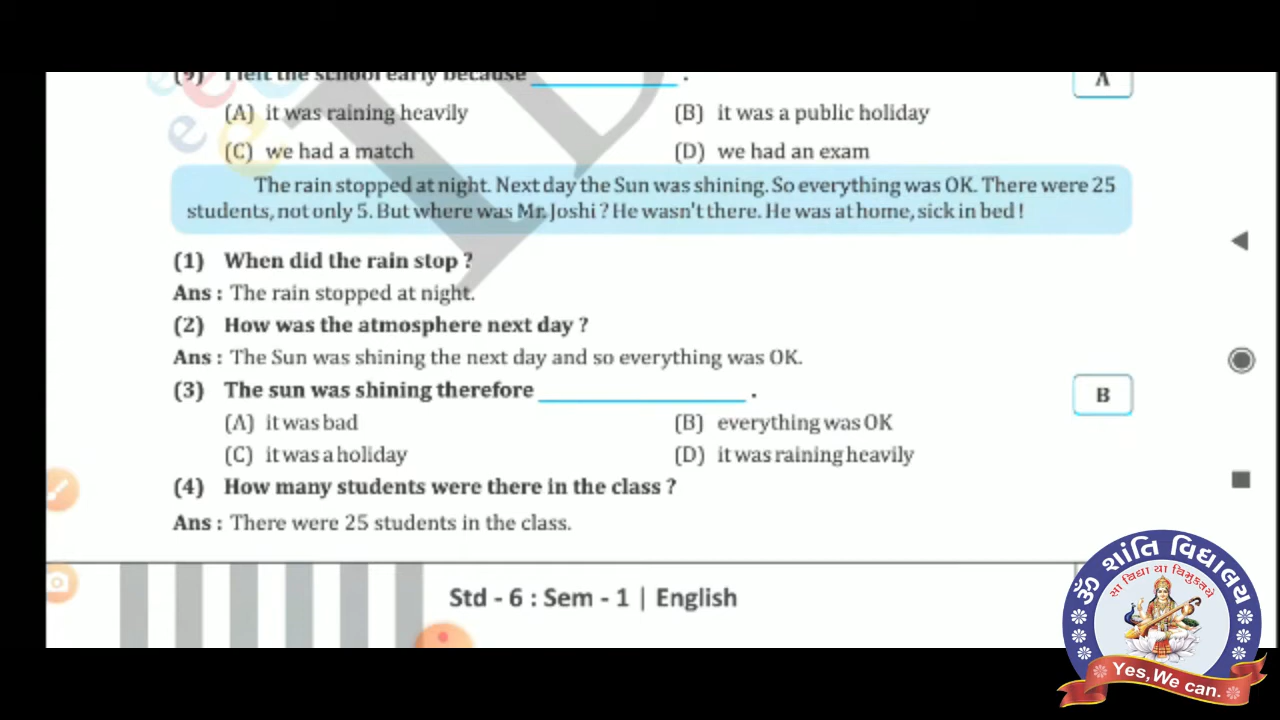 (9) I left the school early because ____________ .
A
(A) it was raining heavily (B) it was a public holiday
(C) we had a match (D) we had an exam
The rain stopped at night. Next day the Sun was shining. So everything was OK. There were 25
students, not only 5. But where was Mr. Joshi ? He wasn't there. He was at home, sick in bed !
(1) When did the rain stop ?
Ans : The rain stopped at night.
(2) How was the atmosphere next day ?
Ans : The Sun was shining the next day and so everything was OK.
(3) The sun was shining therefore ____________ .
B
(A) it was bad (B) everything was OK
(C) it was a holiday (D) it was raining heavily
(4) How many students were there in the class ?
Ans : There were 25 students in the class.
Std - 6 : Sem - 1 | English
ૐ શાંતિ વિદ્યાલય
સા વિદ્યા યા વિમુક્તયે
Yes, We can.